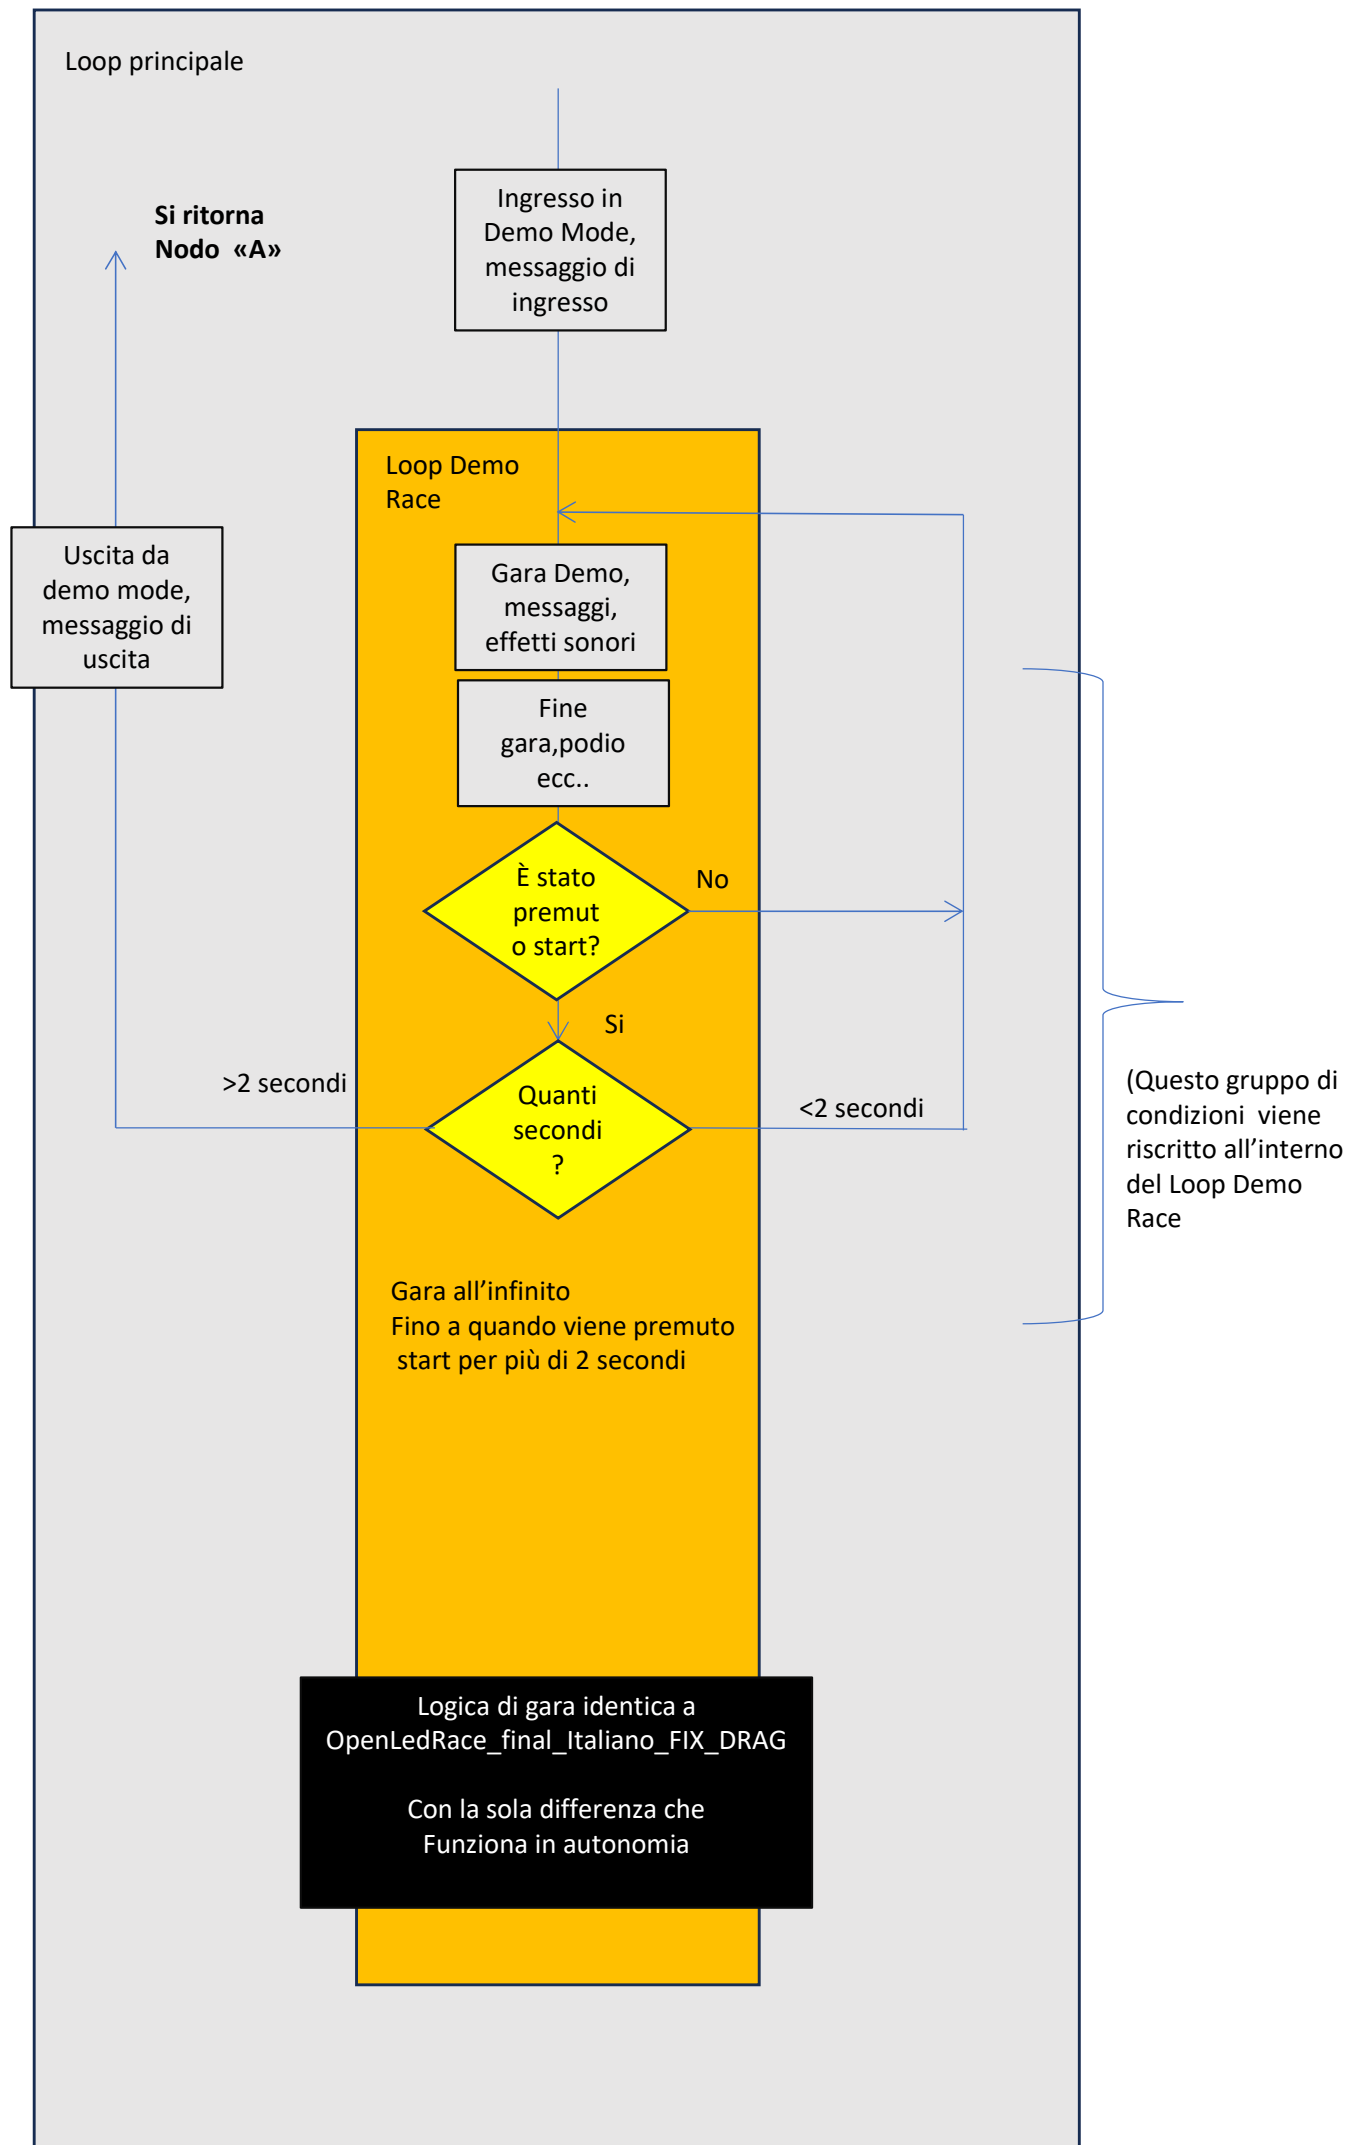 Loop principale
Si ritorna
Nodo «A»
Ingresso in
Demo Mode,
messaggio di
ingresso
Loop Demo
Race
Uscita da
demo mode,
messaggio di
uscita
Gara Demo,
messaggi,
effetti sonori
Fine
gara,podio
ecc..
È stato
premut
o start?
No
Si
>2 secondi
Quanti
secondi
?
<2 secondi
(Questo gruppo di
condizioni viene
riscritto all’interno
del Loop Demo
Race
Gara all’infinito
Fino a quando viene premuto
start per più di 2 secondi
Logica di gara identica a
OpenLedRace_final_Italiano_FIX_DRAG
Con la sola differenza che
Funziona in autonomia